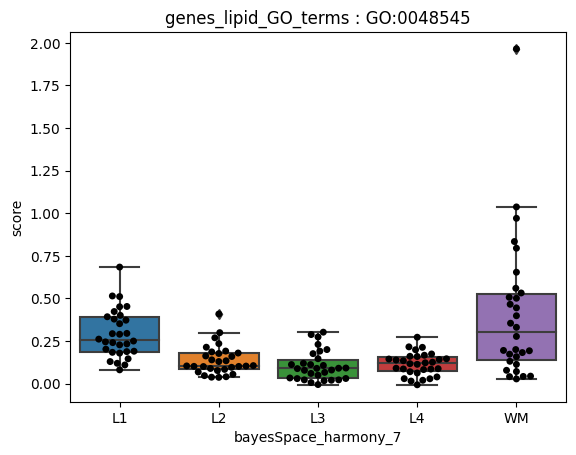 genes_lipid_GO_terms : GO:0048545
2.00
1.75
1.50
1.25
1.00
0.75
0.50
0.25
0.00
score
L1 L2 L3 L4 WM
bayesSpace_harmony_7